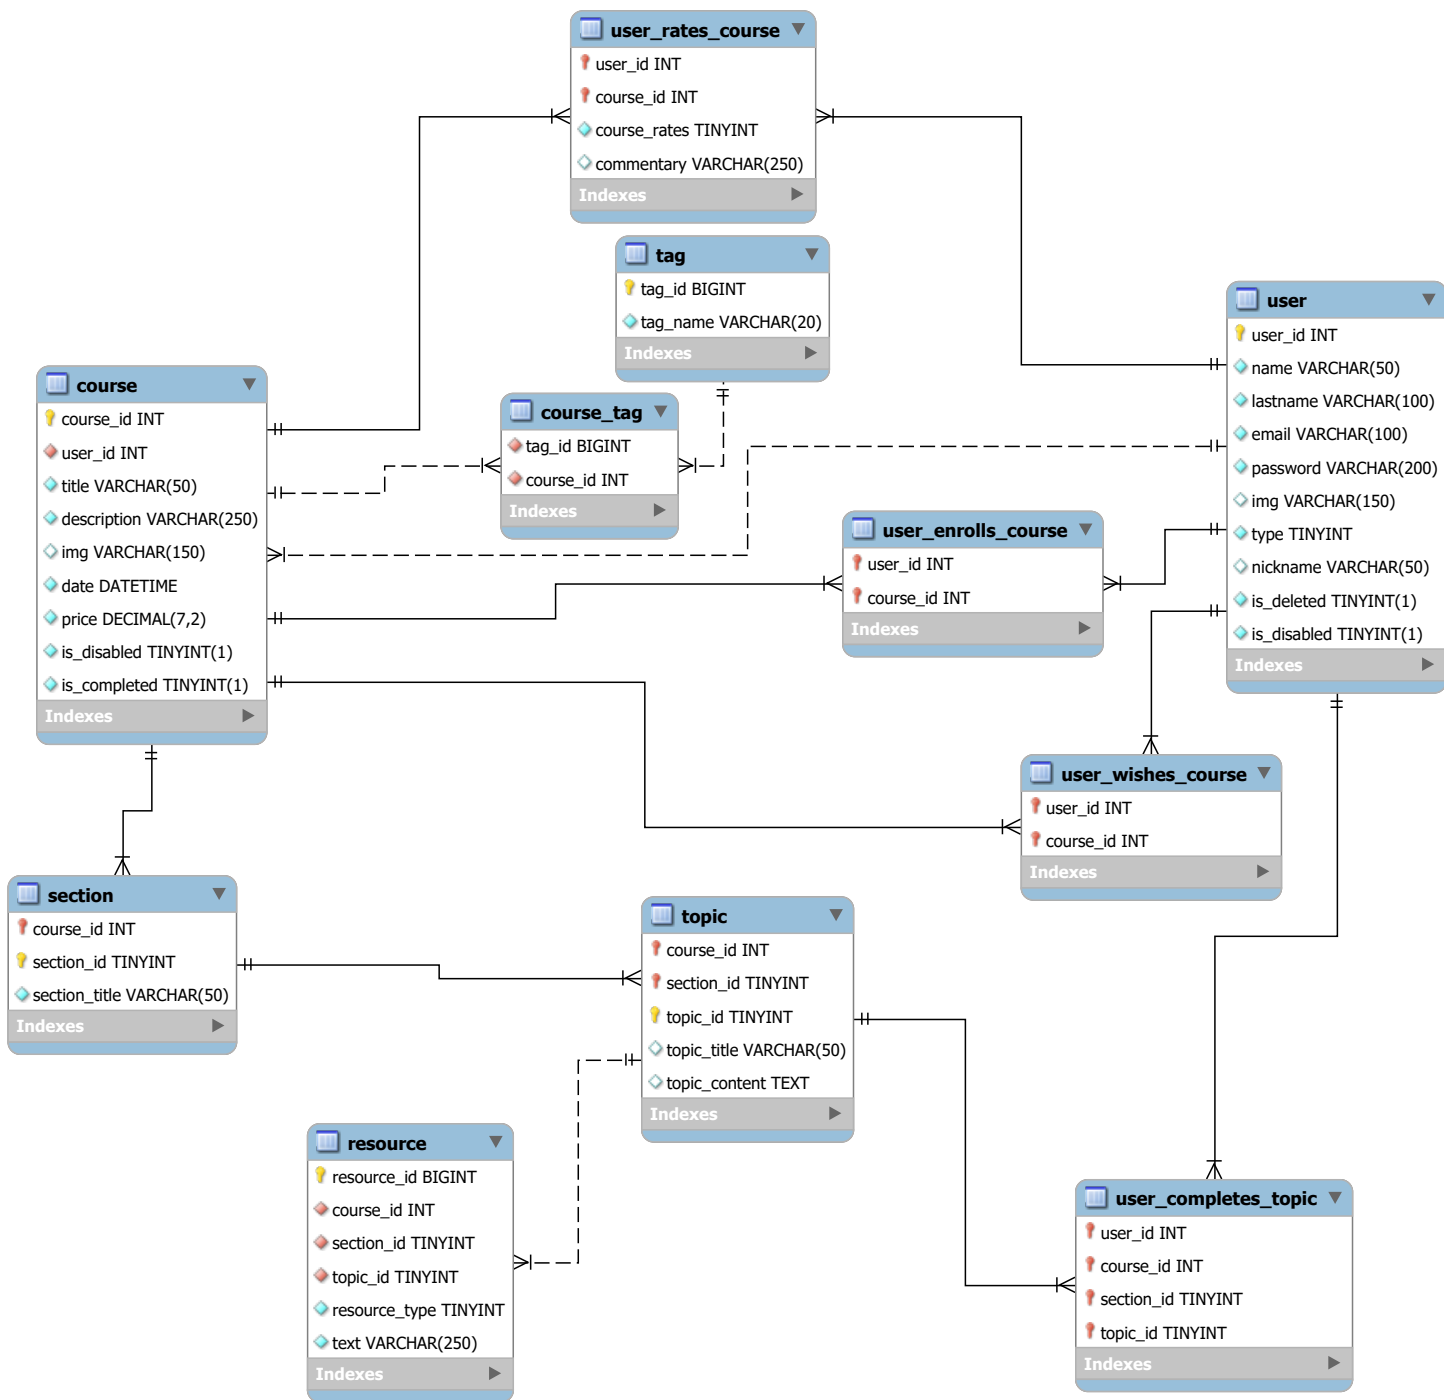 user_rates_course
user_id INT
course_id INT
course_rates TINYINT
commentary VARCHAR(250)
Indexes
tag
tag_id BIGINT
tag_name VARCHAR(20)
Indexes
user
user_id INT
name VARCHAR(50)
lastname VARCHAR(100)
email VARCHAR(100)
password VARCHAR(200)
img VARCHAR(150)
type TINYINT
nickname VARCHAR(50)
is_deleted TINYINT(1)
is_disabled TINYINT(1)
Indexes
course
course_id INT
user_id INT
title VARCHAR(50)
description VARCHAR(250)
img VARCHAR(150)
date DATETIME
price DECIMAL(7,2)
is_disabled TINYINT(1)
is_completed TINYINT(1)
Indexes
course_tag
tag_id BIGINT
course_id INT
Indexes
user_enrolls_course
user_id INT
course_id INT
Indexes
user_wishes_course
user_id INT
course_id INT
Indexes
section
course_id INT
section_id TINYINT
section_title VARCHAR(50)
Indexes
topic
course_id INT
section_id TINYINT
topic_id TINYINT
topic_title VARCHAR(50)
topic_content TEXT
Indexes
resource
resource_id BIGINT
course_id INT
section_id TINYINT
topic_id TINYINT
resource_type TINYINT
text VARCHAR(250)
Indexes
user_completes_topic
user_id INT
course_id INT
section_id TINYINT
topic_id TINYINT
Indexes